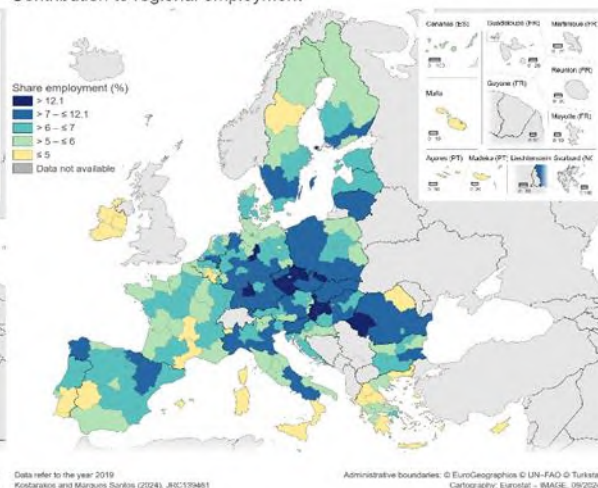 Contribution to regional employment
Share employment (%)
> 12.1
> 7 – ≤ 12.1
> 6 – ≤ 7
> 5 – ≤ 6
≤ 5
Data not available
Canarias (ES)
Guadeloupe (FR)
Martinique (FR)
Malta
Guyane (FR)
Réunion (FR)
Mayotte (FR)
Açores (PT)
Madeira (PT)
Liechtenstein
Svalbard (NO
Data refer to the year 2019
Kostarakos and Marques Santos (2024), JRC139461
Administrative boundaries: © EuroGeographics © UN–FAO © Turksta
Cartography: Eurostat – IMAGE, 09/2024